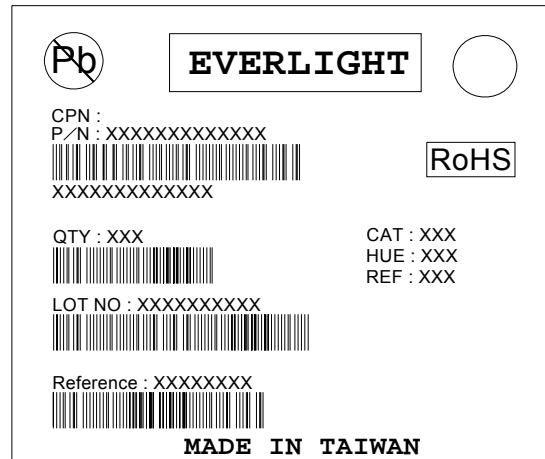 Pb
EVERLIGHT
CPN :
P/N : XXXXXXXXXXXXX
RoHS
XXXXXXXXXXXXX
QTY : XXX
CAT : XXX
HUE : XXX
REF : XXX
LOT NO : XXXXXXXXXX
Reference : XXXXXXXX
MADE IN TAIWAN